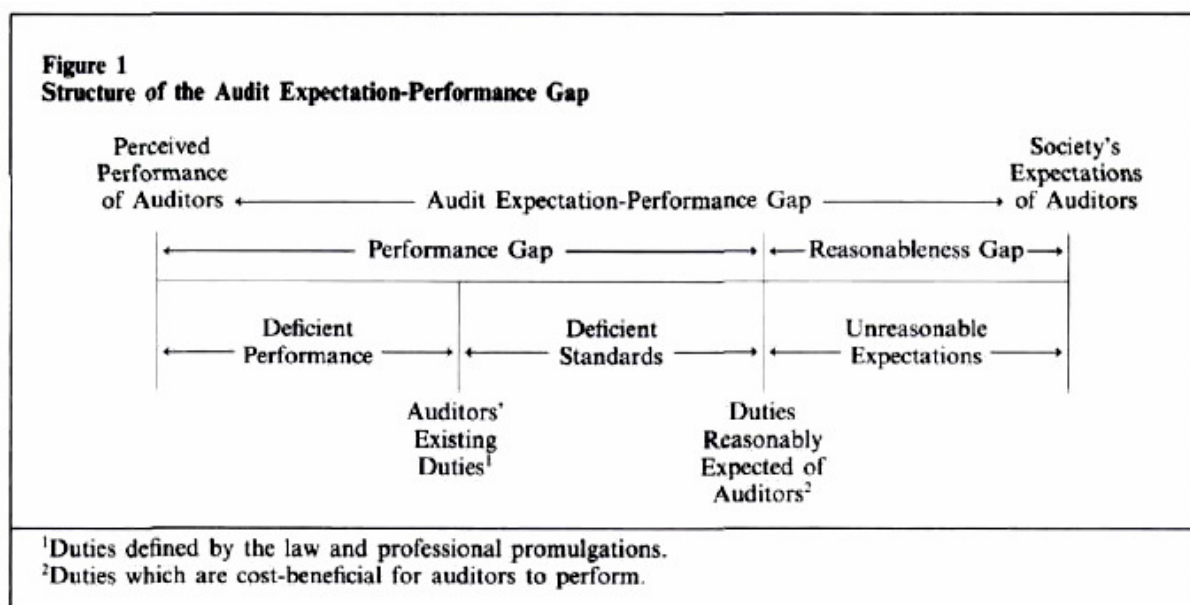 Figure 1
Structure of the Audit Expectation-Performance Gap
Perceived
Performance
of Auditors
Audit Expectation-Performance Gap
Society's
Expectations
of Auditors
Performance Gap
Reasonableness Gap
Deficient
Performance
Deficient
Standards
Unreasonable
Expectations
Auditors'
Existing
Duties¹
Duties
Reasonably
Expected of
Auditors²
¹Duties defined by the law and professional promulgations.
²Duties which are cost-beneficial for auditors to perform.